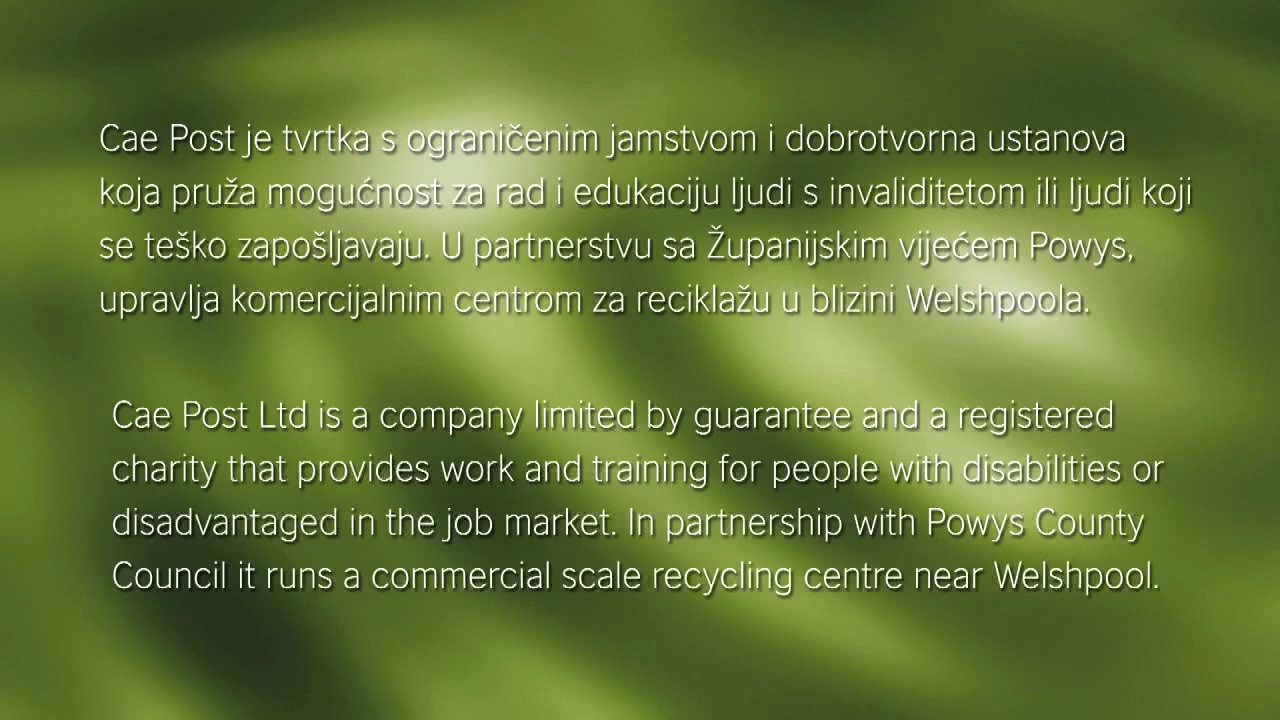 Cae Post je tvrtka s ograničenim jamstvom i dobrotvorna ustanova
koja pruža mogućnost za rad i edukaciju ljudi s invaliditetom ili ljudi koji
se teško zapošljavaju. U partnerstvu sa Županijskim vijećem Powys,
upravlja komercijalnim centrom za reciklažu u blizini Welshpoola.
Cae Post Ltd is a company limited by guarantee and a registered
charity that provides work and training for people with disabilities or
disadvantaged in the job market. In partnership with Powys County
Council it runs a commercial scale recycling centre near Welshpool.